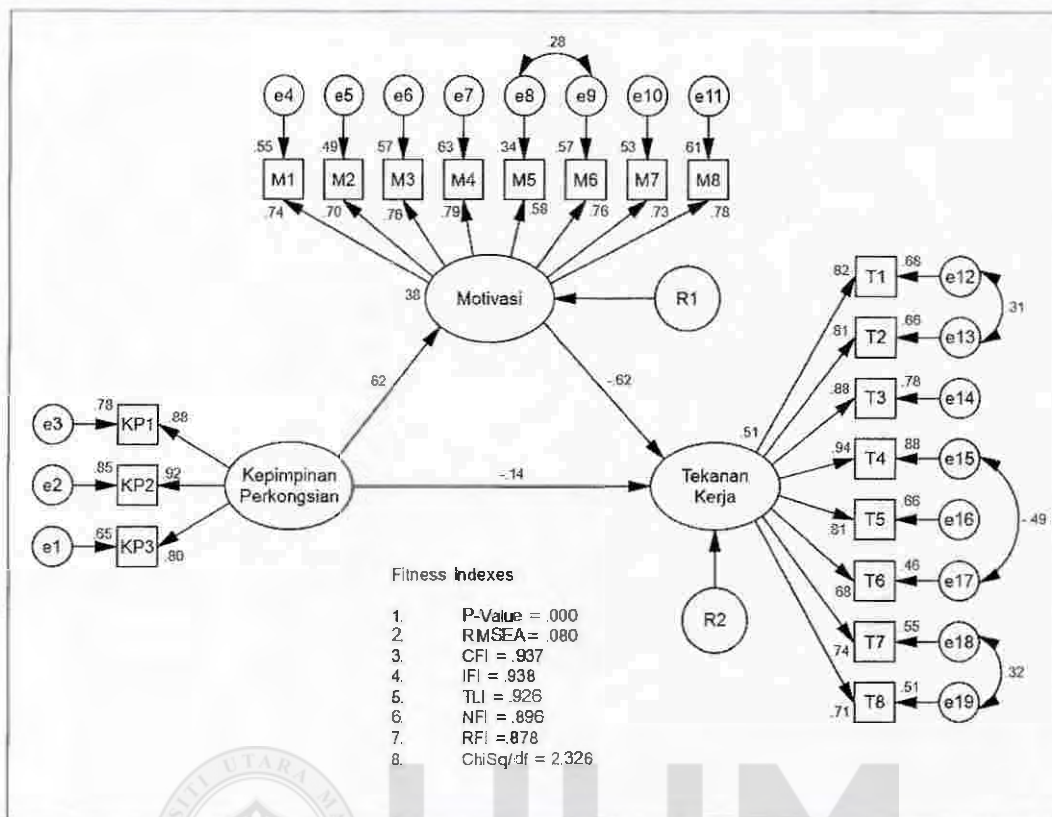 .28
e4 e5 e6 e7 e8 e9 e10 e11
.55 .49 .57 .63 .34 .57 .53 .61
M1 M2 M3 M4 M5 M6 M7 M8
.74 .70 .76 .79 .58 .76 .73 .78
38 Motivasi R1
.82 T1 .68 e12
.31
.81 T2 .66 e13
.88 T3 .78 e14
.51
.94 T4 .88 e15
-.49
.81 T5 .66 e16
.68 T6 .46 e17
.74 T7 .55 e18
.32
.71 T8 .51 e19
62 -.62
e3 .78 KP1 .88
e2 .85 KP2 .92
e1 .65 KP3 .80
Kepimpinan
Perkongsian
-.14
Tekanan
Kerja
R2
Fitness Indexes
1. P-Value = .000
2. RMSEA = .080
3. CFI = .937
4. IFI = .938
5. TLI = .926
6. NFI = .896
7. RFI = .878
8. ChiSq/df = 2.326
SITI UTARA MA
UUM